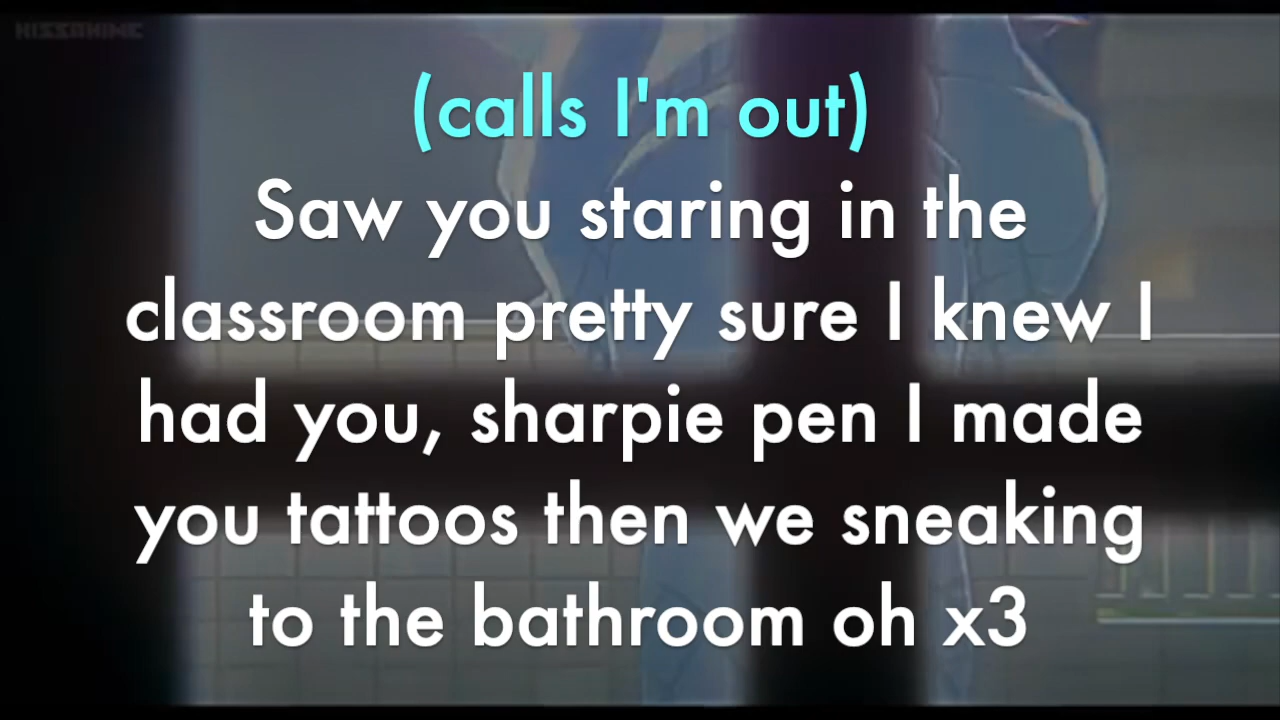 KISSANIME
(calls I'm out)
Saw you staring in the
classroom pretty sure I knew I
had you, sharpie pen I made
you tattoos then we sneaking
to the bathroom oh x3